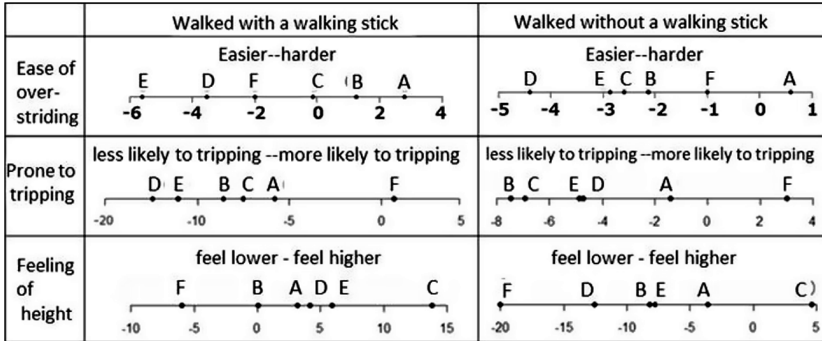 Walked with a walking stick
Walked without a walking stick
Ease of
over-
striding
Easier--harder
E D F C (B A
-6 -4 -2 0 2 4
Easier--harder
D E C B F A
-5 -4 -3 -2 -1 0 1
Prone to
tripping
less likely to tripping --more likely to tripping
D( E B C A( F
-20 -10 -5 0 5
less likely to tripping --more likely to tripping
B C E D A F
-8 -6 -4 -2 0 2 4
Feeling
of
height
feel lower - feel higher
F B A D E C
-10 -5 0 5 10 15
feel lower - feel higher
F D B E A C)
-20 -15 -10 -5 0 5